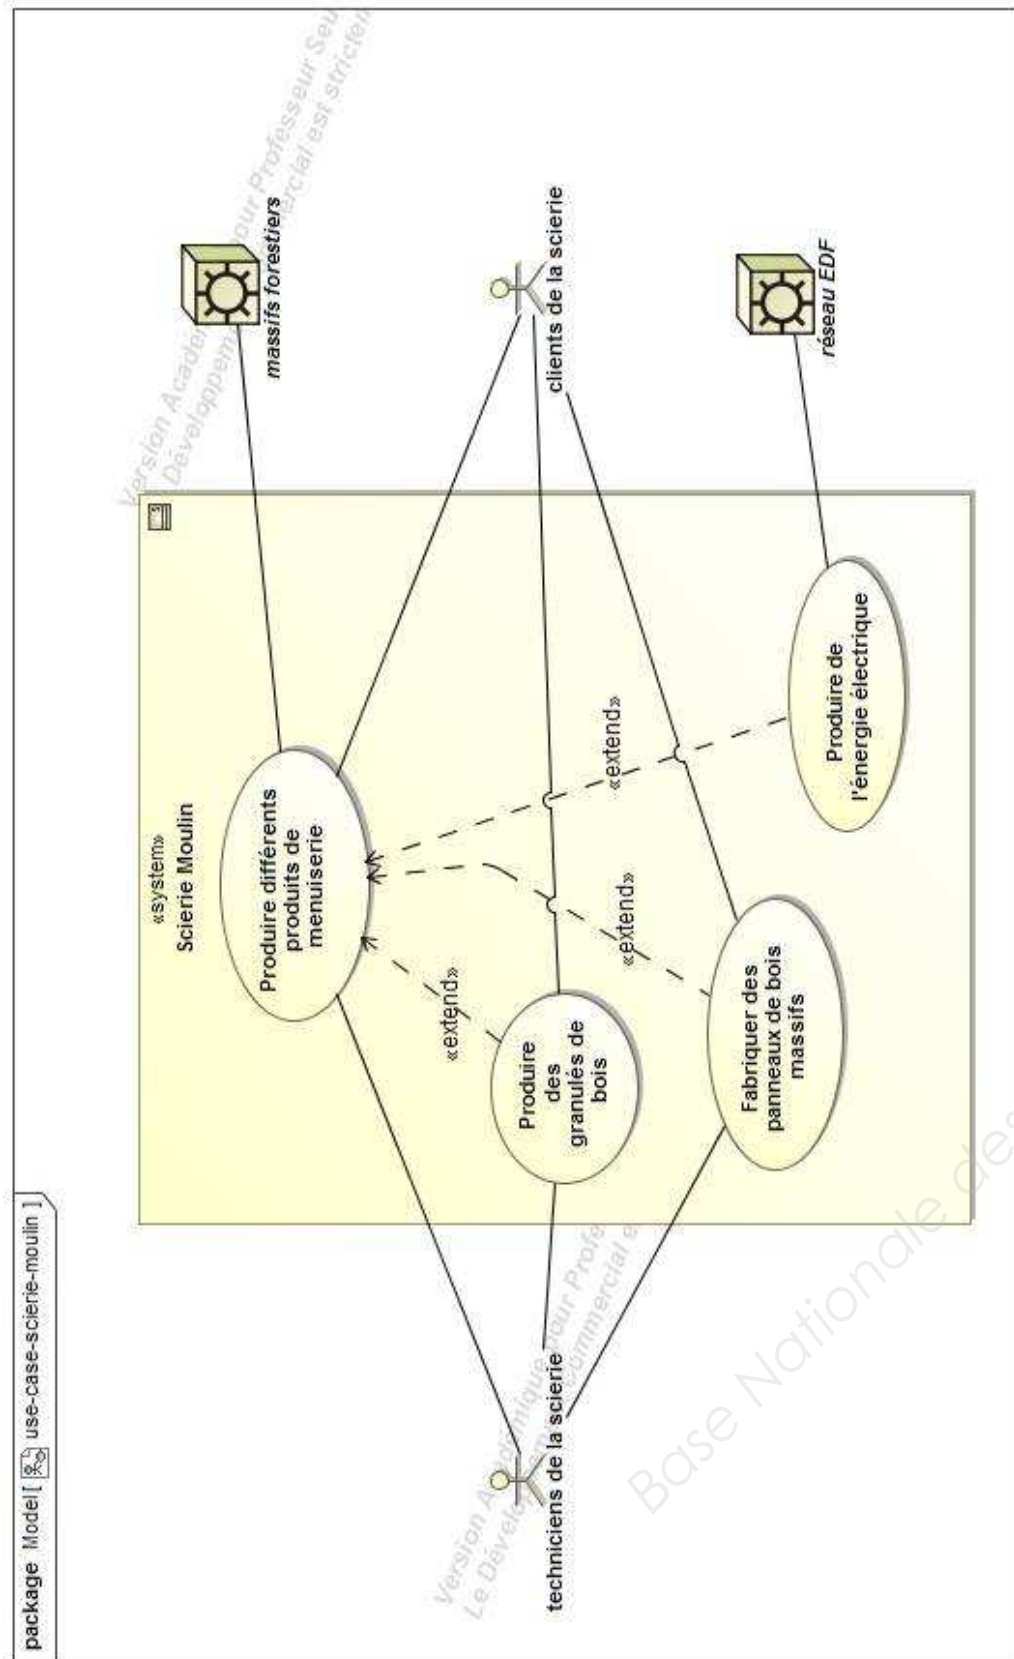 package Model [ use-case-scierie-moulin ]
«system»
Scierie Moulin
Produire différents
produits de
menuiserie
massifs forestiers
«extend»
Produire
des
granulés de
bois
clients de la scierie
techniciens de la scierie
«extend»
«extend»
Fabriquer des
panneaux de bois
massifs
Produire de
l'énergie électrique
réseau EDF
Base Nationale des